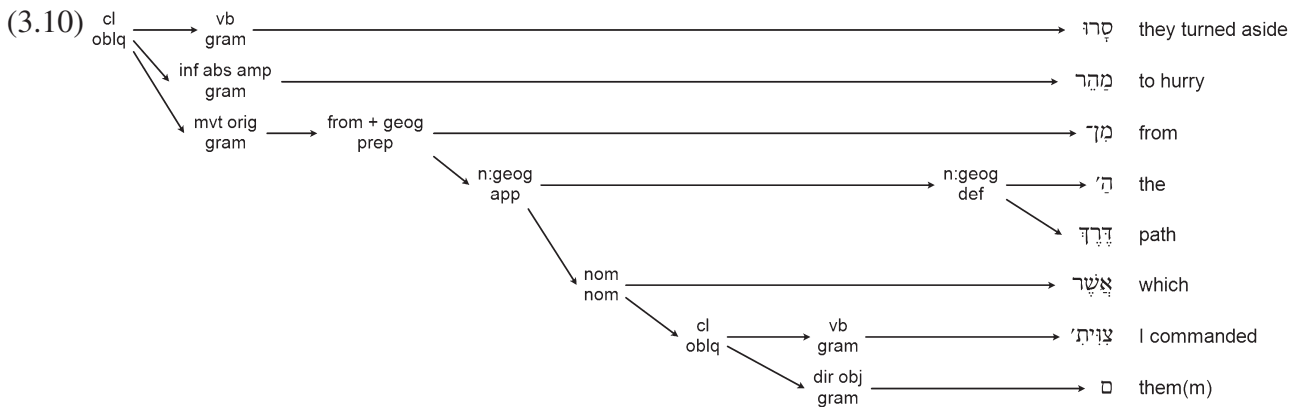 (3.10) cl oblq vb gram סָרוּ they turned aside
inf abs amp gram מַהֵר to hurry
mvt orig gram from + geog prep מִן־ from
n:geog app n:geog def הַ׳ the
דֶּרֶךְ path
nom nom אֲשֶׁר which
cl oblq vb gram צִוִּיתִ׳ I commanded
dir obj gram ם them(m)